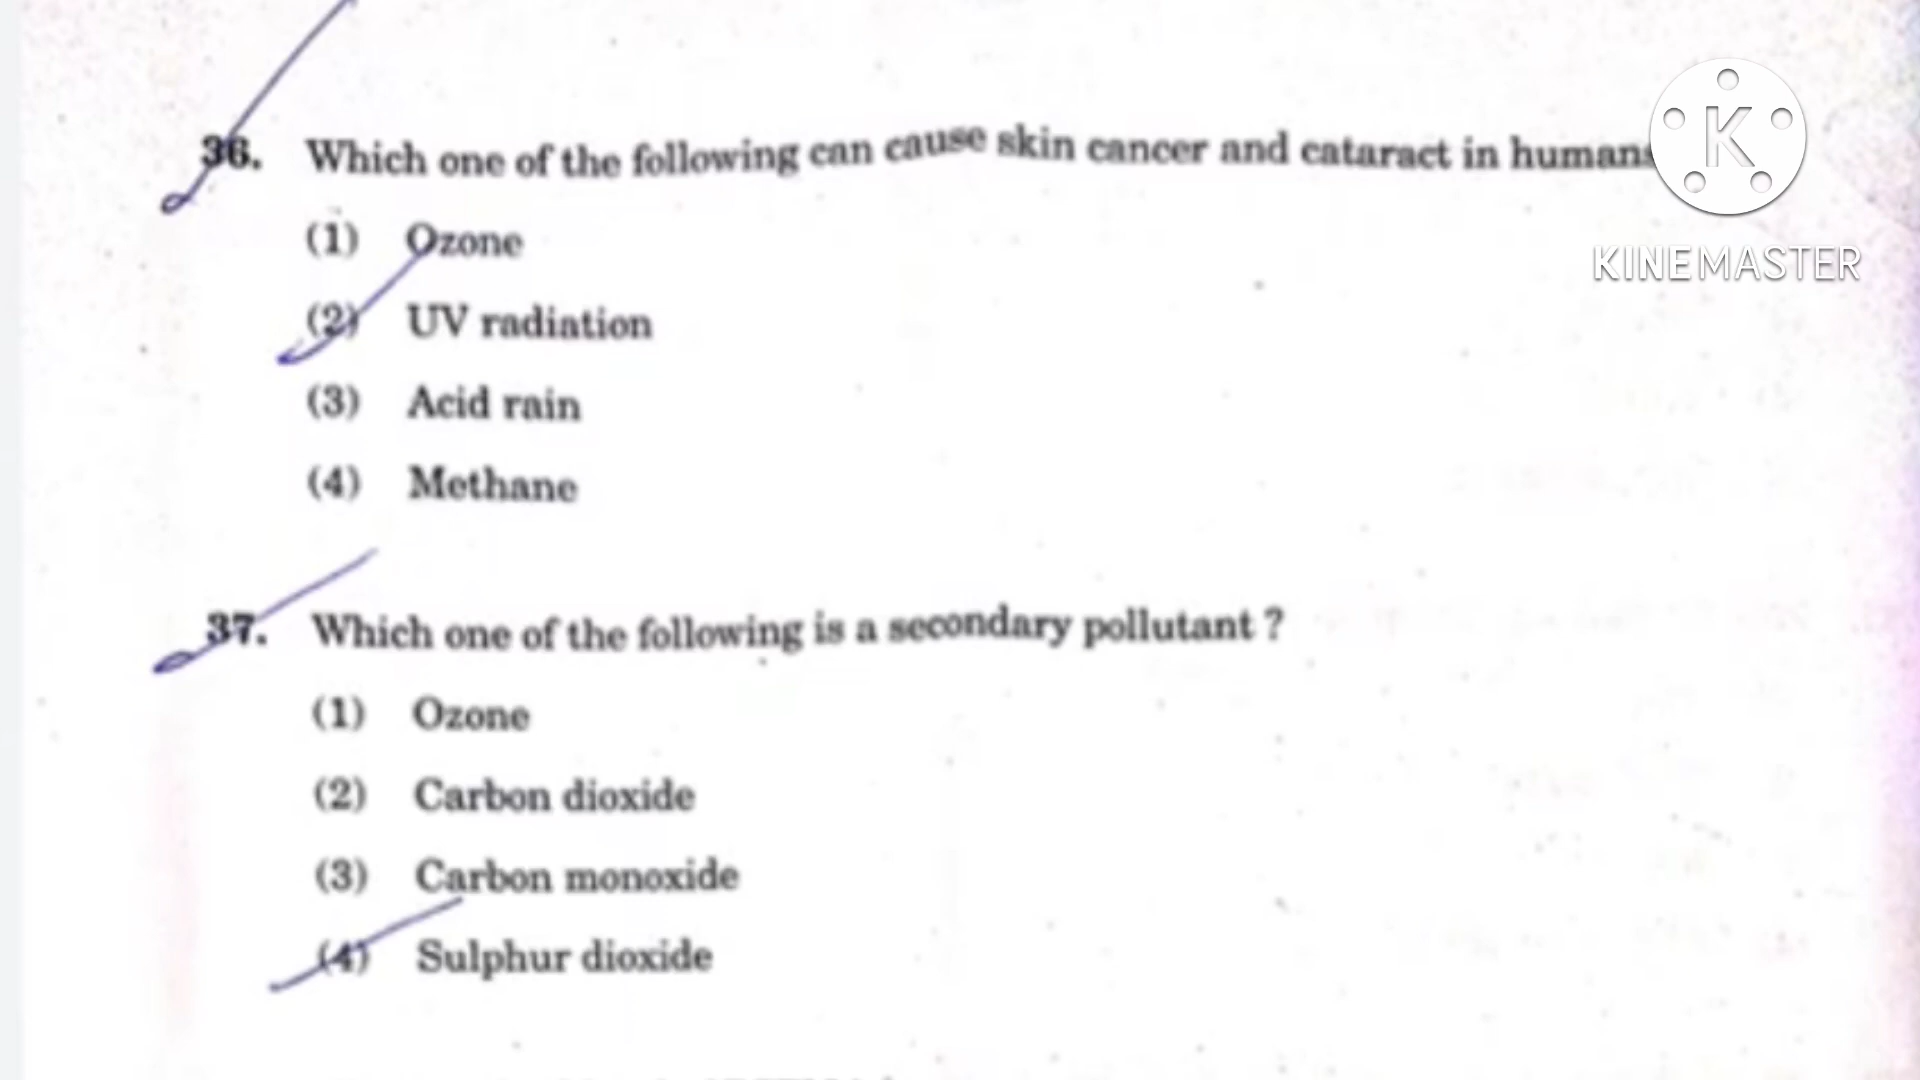 36. Which one of the following can cause skin cancer and cataract in humans
(1) Ozone
(2) UV radiation
(3) Acid rain
(4) Methane
37. Which one of the following is a secondary pollutant ?
(1) Ozone
(2) Carbon dioxide
(3) Carbon monoxide
(4) Sulphur dioxide
K
KINEMASTER